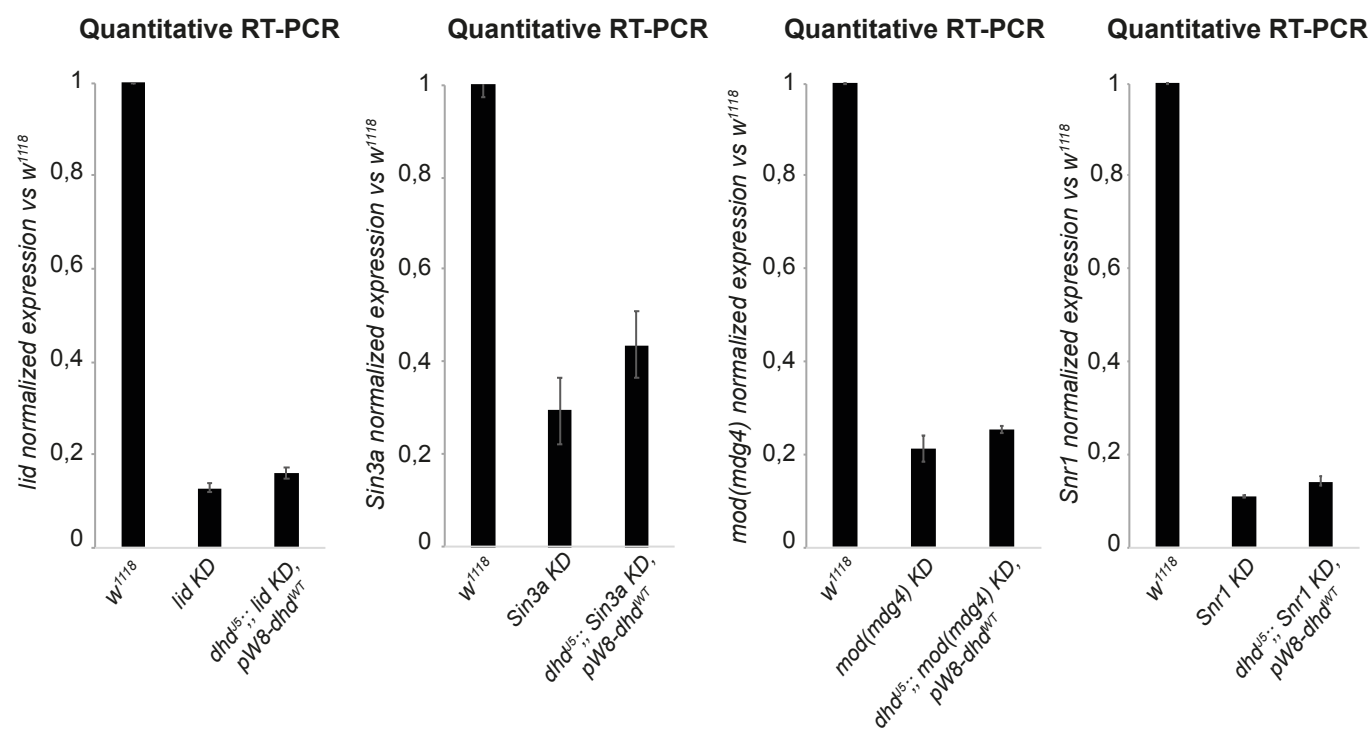 Quantitative RT-PCR
lid normalized expression vs w¹¹¹⁸
1
0,8
0,6
0,4
0,2
0
w¹¹¹⁸
lid KD
dhdᴶ⁵;; lid KD,
pW8-dhdᵂᵀ
Quantitative RT-PCR
Sin3a normalized expression vs w¹¹¹⁸
1
0,8
0,6
0,4
0,2
0
w¹¹¹⁸
Sin3a KD
dhdᴶ⁵;; Sin3a KD,
pW8-dhdᵂᵀ
Quantitative RT-PCR
mod(mdg4) normalized expression vs w¹¹¹⁸
1
0,8
0,6
0,4
0,2
0
w¹¹¹⁸
mod(mdg4) KD
dhdᴶ⁵;; mod(mdg4) KD,
pW8-dhdᵂᵀ
Quantitative RT-PCR
Snr1 normalized expression vs w¹¹¹⁸
1
0,8
0,6
0,4
0,2
0
w¹¹¹⁸
Snr1 KD
dhdᴶ⁵;; Snr1 KD,
pW8-dhdᵂᵀ